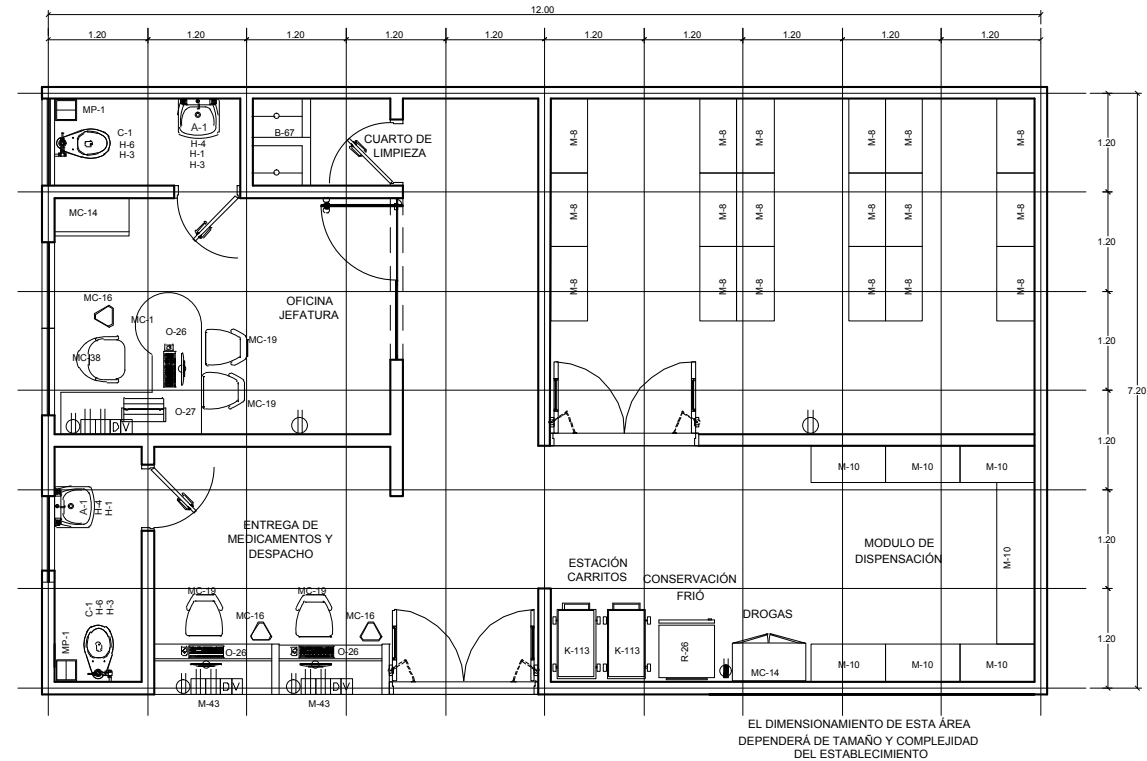 12.00
1.20 1.20 1.20 1.20 1.20 1.20 1.20 1.20 1.20 1.20
MP-1
C-1
H-6
H-3
A-1
H-4
H-1
H-3
B-67
CUARTO DE
LIMPIEZA
M-8 M-8 M-8 M-8 M-8 M-8
M-8 M-8 M-8 M-8 M-8 M-8
M-8 M-8 M-8 M-8 M-8 M-8
1.20
1.20
1.20
1.20
1.20
1.20
7.20
MC-14
OFICINA
JEFATURA
MC-16
MC-1
O-26
MC-38
MC-19
MC-19
O-27
D V
A-1
H-4
H-1
ENTREGA DE
MEDICAMENTOS Y
DESPACHO
C-1
H-6
H-3
MP-1
MC-19
MC-16
MC-19
MC-16
O-26
O-26
D V
D V
M-43
M-43
M-10 M-10 M-10
MODULO DE
DISPENSACIÓN
M-10
ESTACIÓN
CARRITOS
CONSERVACIÓN
FRIÓ
DROGAS
K-113
K-113
R-26
MC-14
M-10 M-10 M-10
EL DIMENSIONAMIENTO DE ESTA ÁREA
DEPENDERÁ DE TAMAÑO Y COMPLEJIDAD
DEL ESTABLECIMIENTO